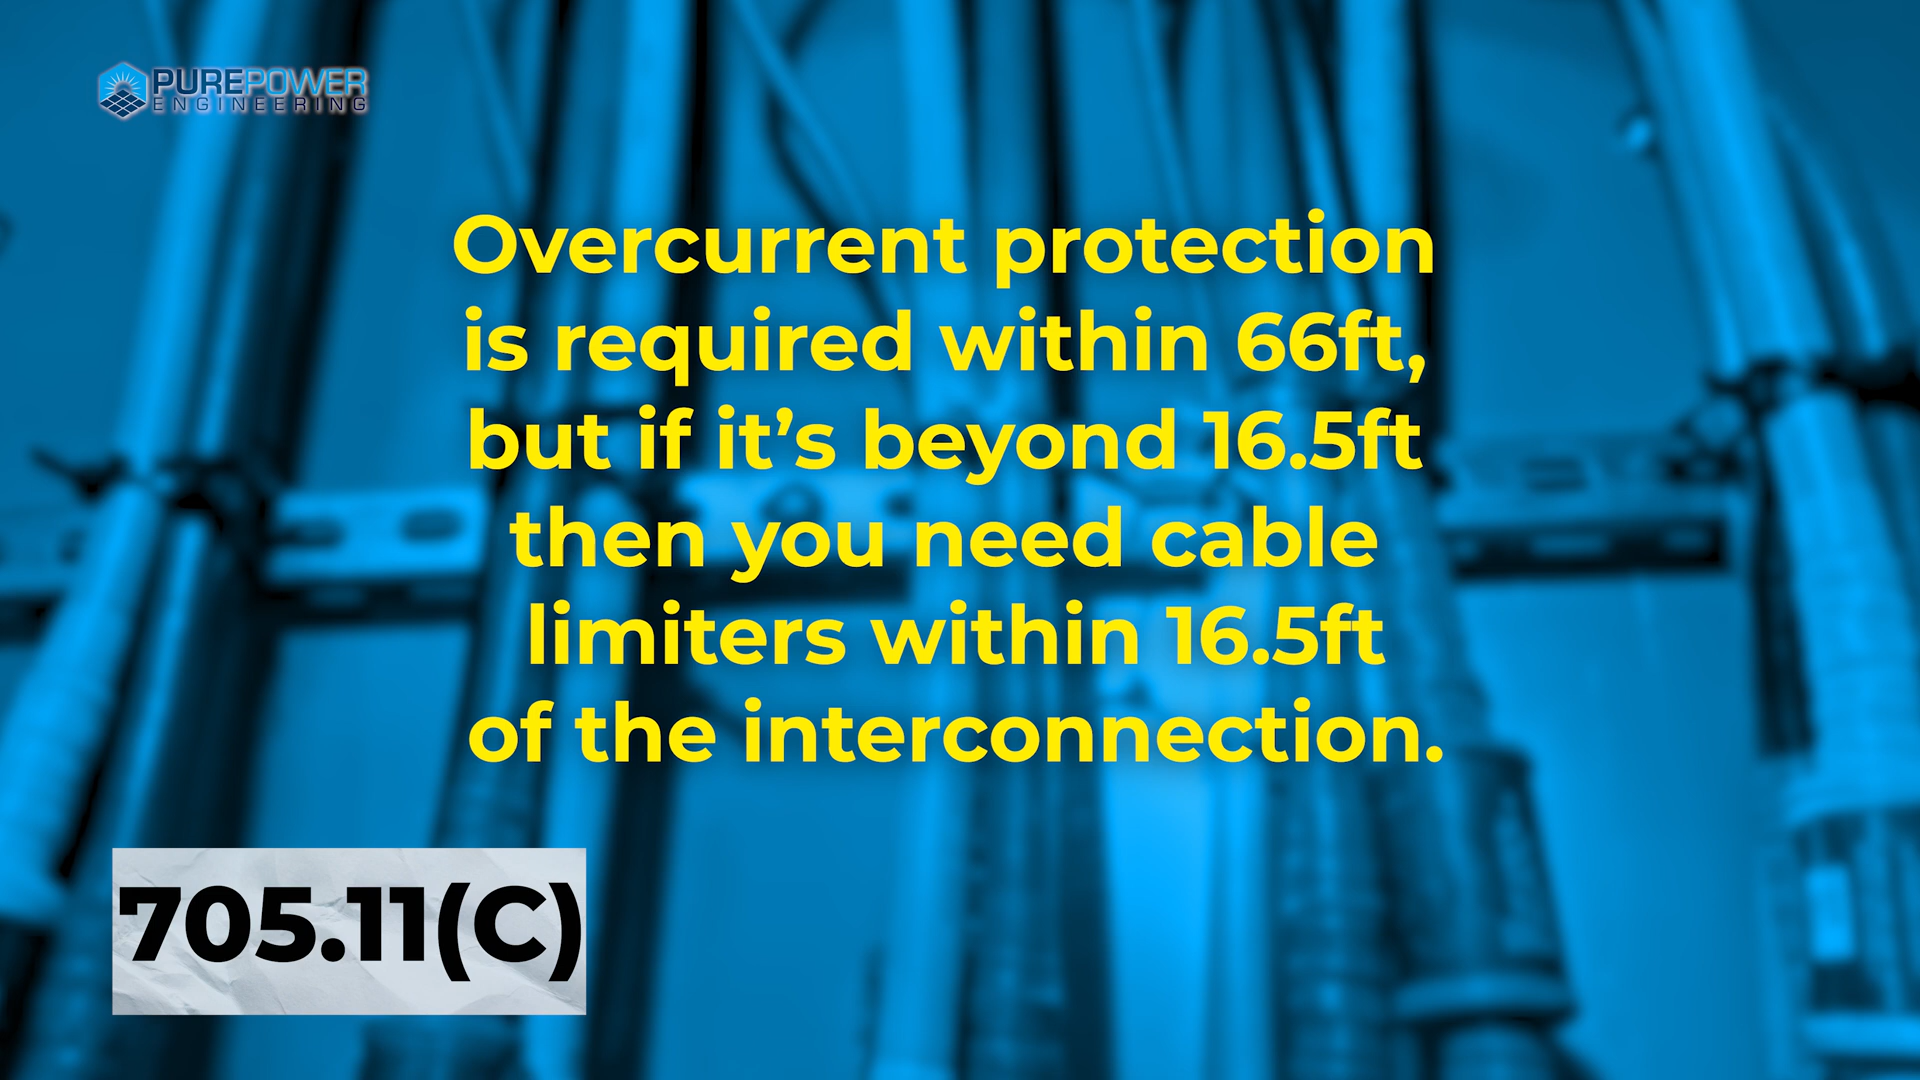 PUREPOWER
ENGINEERING
Overcurrent protection
is required within 66ft,
but if it’s beyond 16.5ft
then you need cable
limiters within 16.5ft
of the interconnection.
705.11(C)